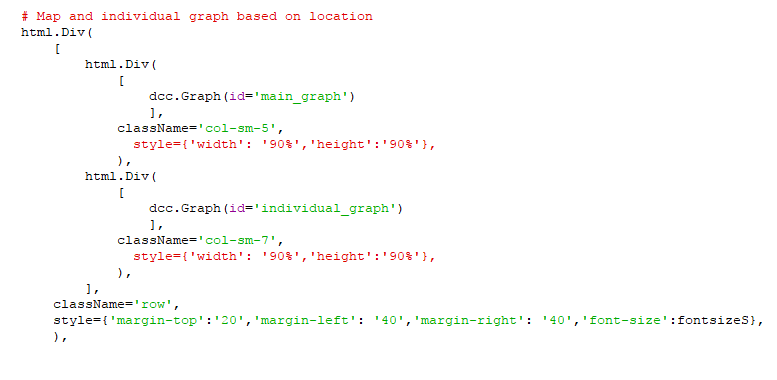 # Map and individual graph based on location
html.Div(
    [
        html.Div(
            [
                dcc.Graph(id='main_graph')
                ],
            className='col-sm-5',
              style={'width': '90%','height':'90%'},
            ),
        html.Div(
            [
                dcc.Graph(id='individual_graph')
                ],
            className='col-sm-7',
              style={'width': '90%','height':'90%'},
            ),
        ],
    className='row',
    style={'margin-top':'20','margin-left': '40','margin-right': '40','font-size':fontsizeS},
    ),